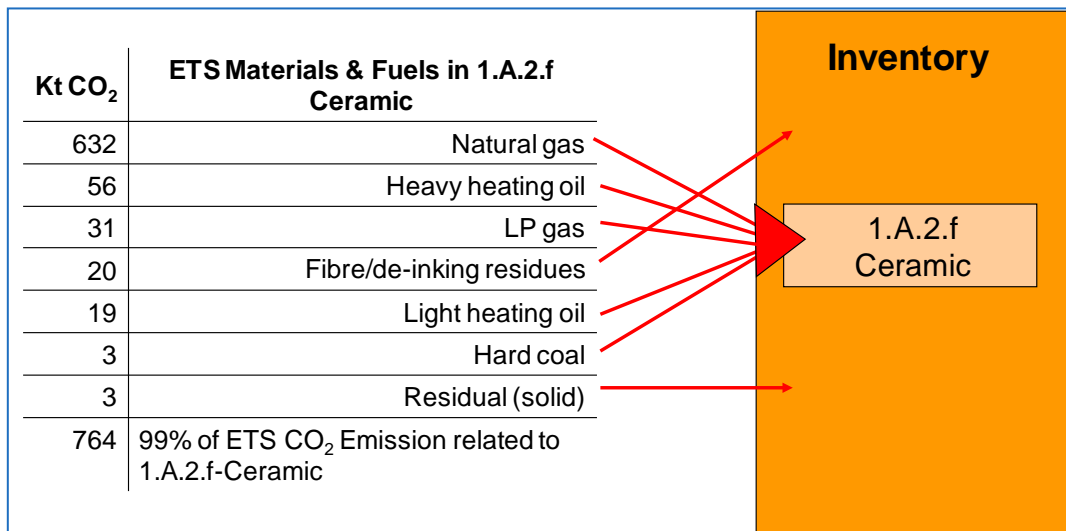 Kt CO₂ ETS Materials & Fuels in 1.A.2.f
Ceramic
632 Natural gas
56 Heavy heating oil
31 LP gas
20 Fibre/de-inking residues
19 Light heating oil
3 Hard coal
3 Residual (solid)
764 99% of ETS CO₂ Emission related to
1.A.2.f-Ceramic
Inventory
1.A.2.f
Ceramic